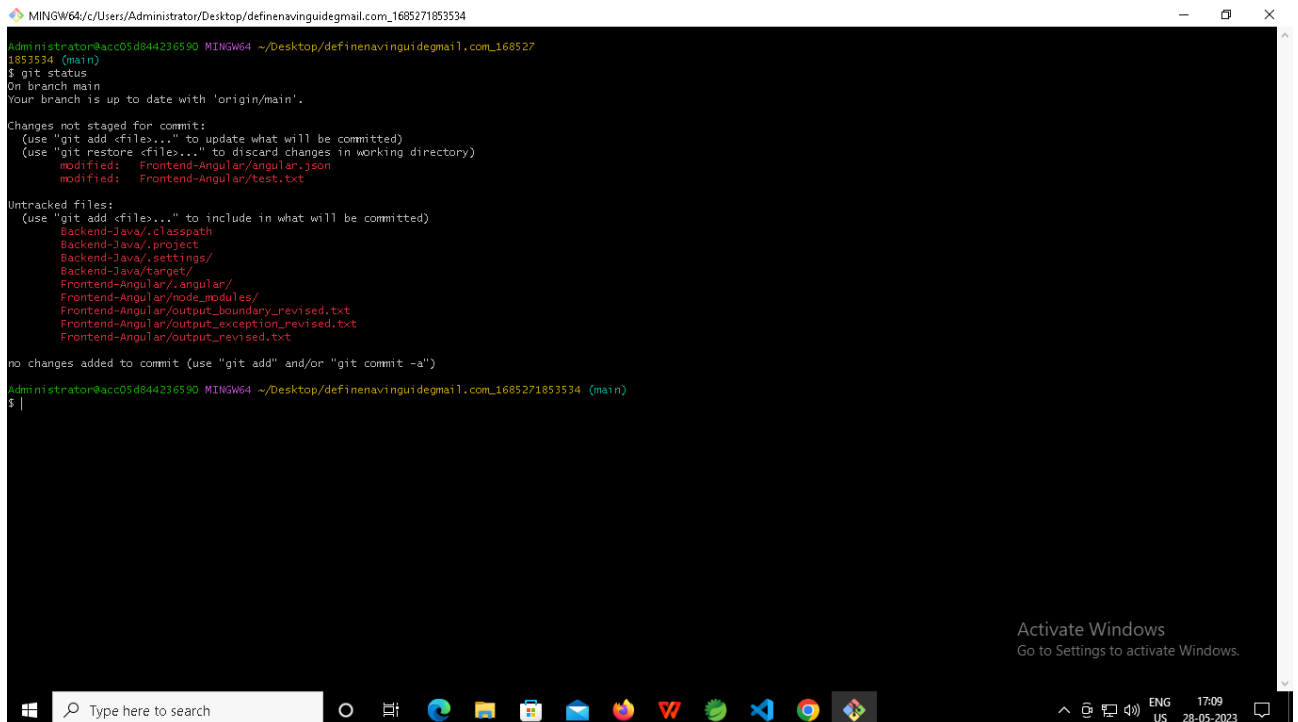 MINGW64:/c/Users/Administrator/Desktop/definenavinguidegmail.com_1685271853534
Administrator@acc05d844236590 MINGW64 ~/Desktop/definenavinguidegmail.com_168527
1853534 (main)
$ git status
On branch main
Your branch is up to date with 'origin/main'.
Changes not staged for commit:
(use "git add <file>..." to update what will be committed)
(use "git restore <file>..." to discard changes in working directory)
modified: Frontend-Angular/angular.json
modified: Frontend-Angular/test.txt
Untracked files:
(use "git add <file>..." to include in what will be committed)
Backend-Java/.classpath
Backend-Java/.project
Backend-Java/.settings/
Backend-Java/target/
Frontend-Angular/.angular/
Frontend-Angular/node_modules/
Frontend-Angular/output_boundary_revised.txt
Frontend-Angular/output_exception_revised.txt
Frontend-Angular/output_revised.txt
no changes added to commit (use "git add" and/or "git commit -a")
Administrator@acc05d844236590 MINGW64 ~/Desktop/definenavinguidegmail.com_1685271853534 (main)
$
Activate Windows
Go to Settings to activate Windows.
Type here to search
ENG
US
17:09
28-05-2023